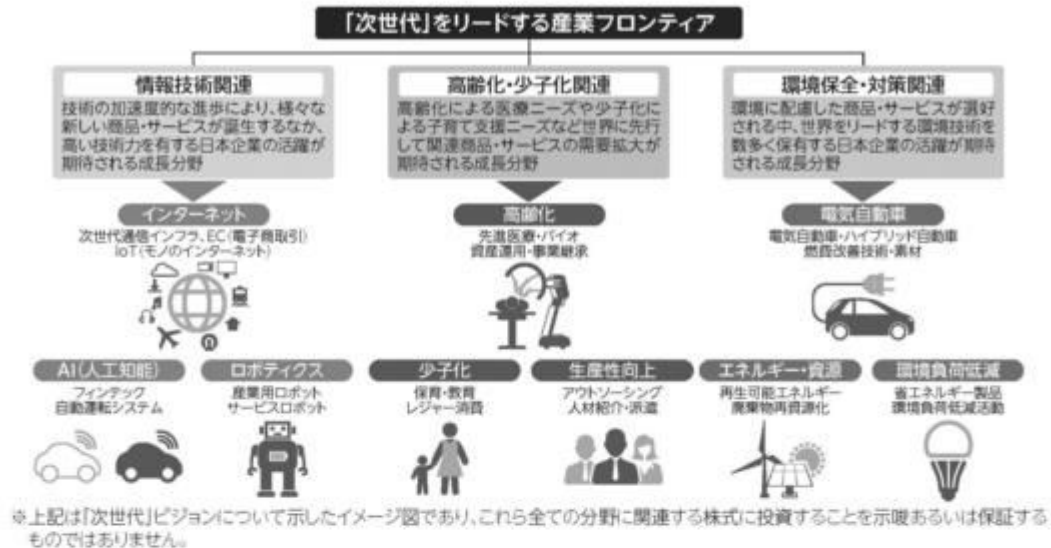 「次世代」をリードする産業フロンティア
情報技術関連
技術の加速度的な進歩により、様々な
新しい商品・サービスが誕生するなか、
高い技術力を有する日本企業の活躍が
期待される成長分野
高齢化・少子化関連
高齢化による医療ニーズや少子化に
よる子育て支援ニーズなど世界に先行
して関連商品・サービスの需要拡大が
期待される成長分野
環境保全・対策関連
環境に配慮した商品・サービスが選好
される中、世界をリードする環境技術を
数多く保有する日本企業の活躍が期待
される成長分野
インターネット
次世代通信インフラ、EC(電子商取引)
IoT(モノのインターネット)
高齢化
先進医療・バイオ
資産運用・事業継承
電気自動車
電気自動車・ハイブリッド自動車
燃費改善技術・素材
AI(人工知能)
フィンテック
自動運転システム
ロボティクス
産業用ロボット
サービスロボット
少子化
保育・教育
レジャー消費
生産性向上
アウトソーシング
人材紹介・派遣
エネルギー・資源
再生可能エネルギー
廃棄物再資源化
環境負荷低減
省エネルギー製品
環境負荷低減活動
※上記は「次世代」ビジョンについて示したイメージ図であり、これら全ての分野に関連する株式に投資することを示唆あるいは保証する
ものではありません。